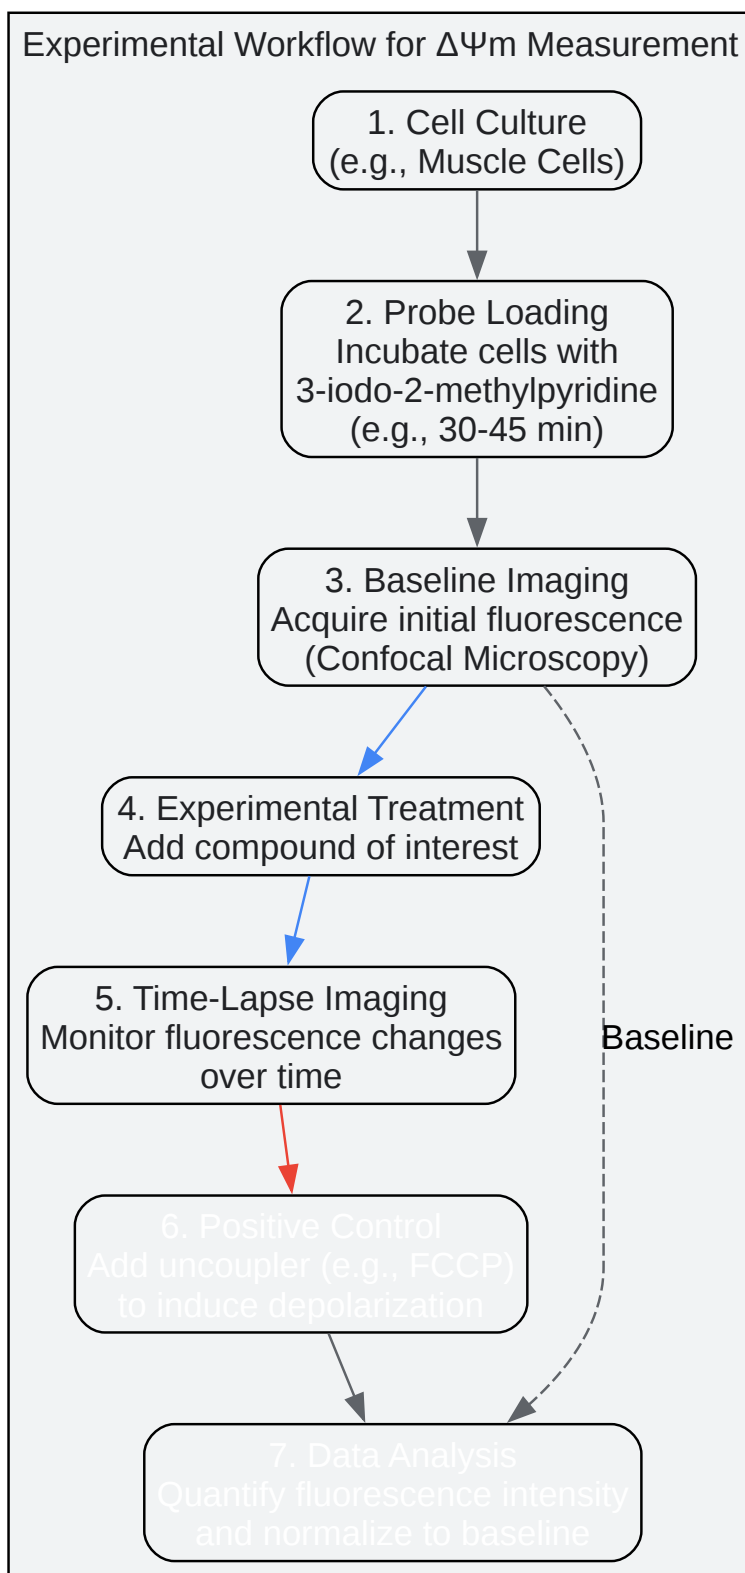 Experimental Workflow for ΔΨm Measurement
1. Cell Culture
(e.g., Muscle Cells)
2. Probe Loading
Incubate cells with
3-iodo-2-methylpyridine
(e.g., 30-45 min)
3. Baseline Imaging
Acquire initial fluorescence
(Confocal Microscopy)
4. Experimental Treatment
Add compound of interest
5. Time-Lapse Imaging
Monitor fluorescence changes
over time
Baseline
6. Positive Control
Add uncoupler (e.g., FCCP)
to induce depolarization
7. Data Analysis
Quantify fluorescence intensity
and normalize to baseline